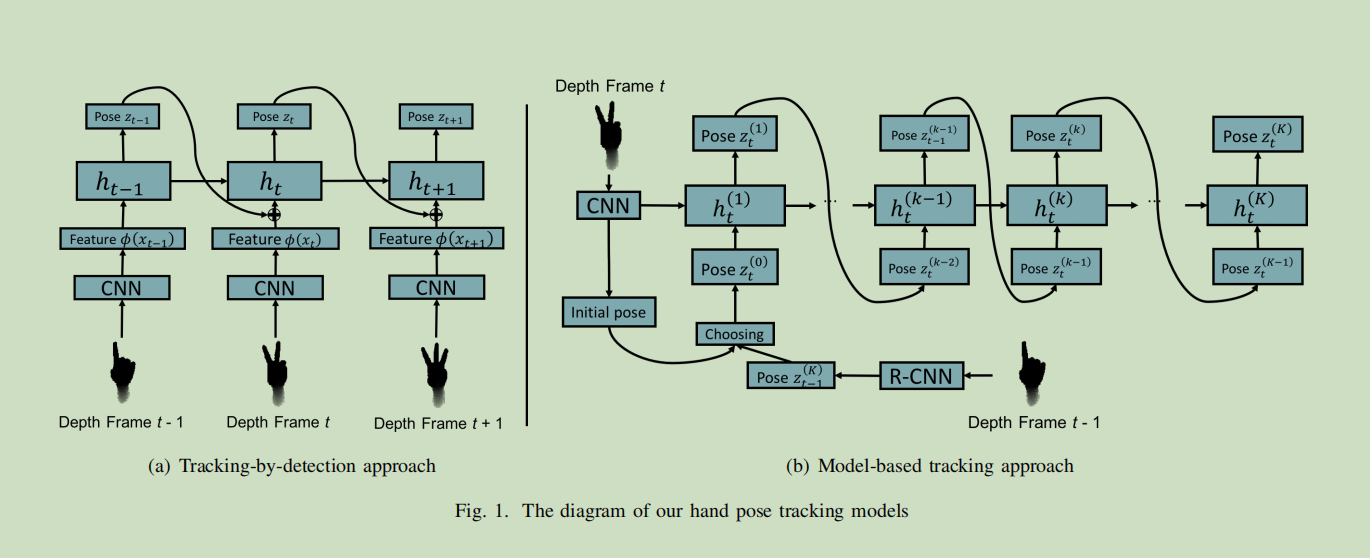 Pose z_{t−1}
Pose z_t
Pose z_{t+1}
h_{t−1}
h_t
h_{t+1}
Feature ϕ(x_{t−1})
Feature ϕ(x_t)
Feature ϕ(x_{t+1})
CNN
CNN
CNN
Depth Frame t - 1
Depth Frame t
Depth Frame t + 1
(a) Tracking-by-detection approach
Depth Frame t
Pose z_t^{(1)}
Pose z_{t−1}^{(k−1)}
Pose z_t^{(k)}
Pose z_t^{(K)}
CNN
h_t^{(1)}
...
h_t^{(k−1)}
h_t^{(k)}
...
h_t^{(K)}
Pose z_t^{(0)}
Pose z_t^{(k−2)}
Pose z_t^{(k−1)}
Pose z_t^{(K−1)}
Initial pose
Choosing
Pose z_{t−1}^{(K)}
R-CNN
Depth Frame t - 1
(b) Model-based tracking approach
Fig. 1. The diagram of our hand pose tracking models